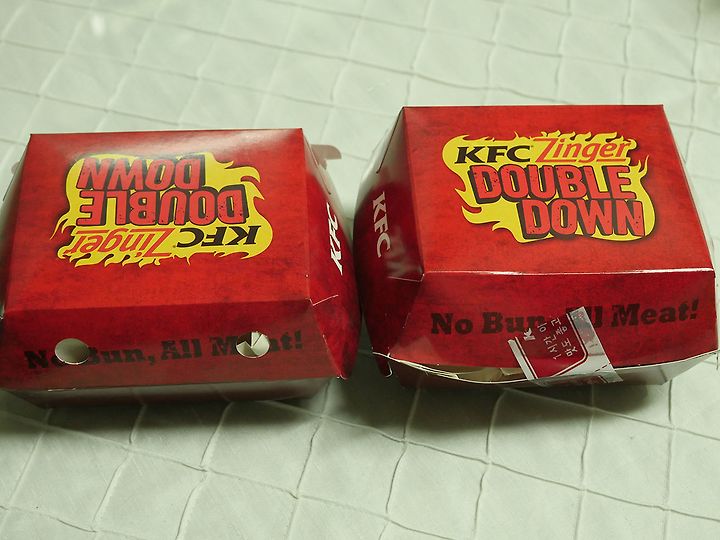 KFC Zinger
DOUBLE
DOWN
KFC
No Bun, All Meat!
KFC Zinger
DOUBLE
DOWN
KFC
No Bun, All Meat!